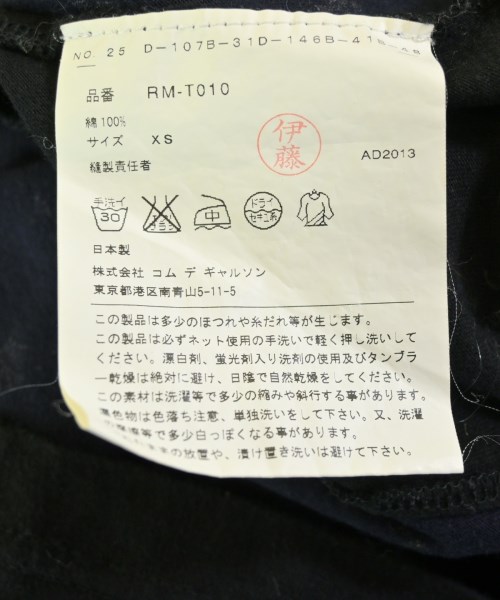 NO. 25 D-107B-31D-146B-41
品番 RM-T010
綿 100%
サイズ XS
縫製責任者
伊藤
AD2013
手洗イ 30
中
ドライ セキユ系
日本製
株式会社 コム デ ギャルソン
東京都港区南青山5-11-5
この製品は多少のほつれや糸だれ等が生じます。
この製品は必ずネット使用の手洗いで軽く押し洗いして
ください。漂白剤、蛍光剤入り洗剤の使用及びタンブラ
ー乾燥は絶対に避け、日陰で自然乾燥をしてください。
この素材は洗濯等で多少の縮みや斜行する事があります。
濃色物は色落ち注意、単独洗いをして下さい。又、洗濯
の摩擦等で多少白っぽくなる事があります。
ままの放置や、漬け置き洗いは避けて下さい。